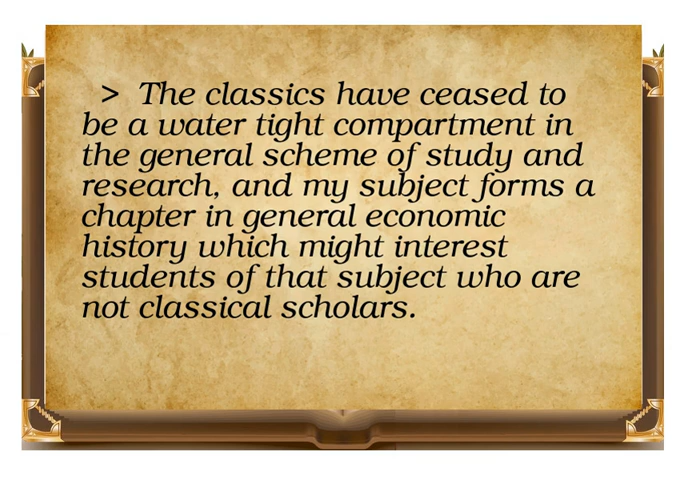 > The classics have ceased to
be a water tight compartment in
the general scheme of study and
research, and my subject forms a
chapter in general economic
history which might interest
students of that subject who are
not classical scholars.